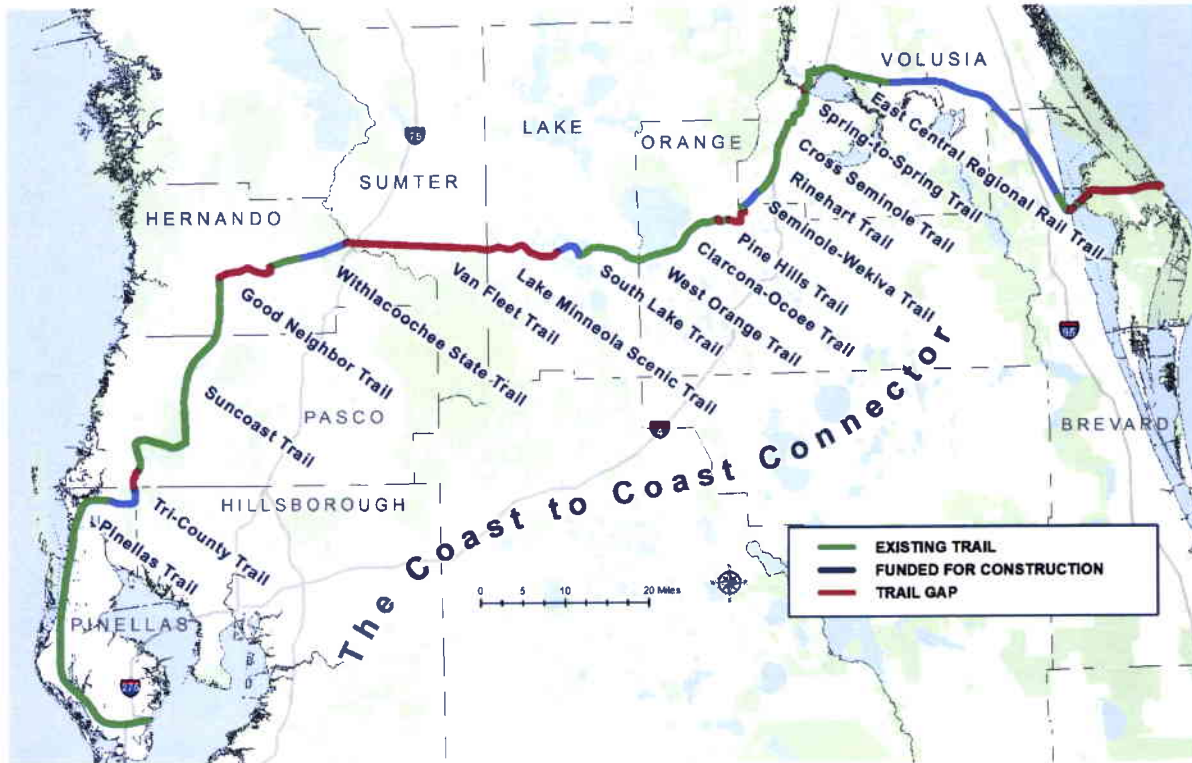 VOLUSIA
LAKE
ORANGE
75
SUMTER
HERNANDO
East Central Regional Rail Trail
Spring-to-Spring Trail
Cross Seminole Trail
Rinehart Trail
Seminole-Wekiva Trail
Pine Hills Trail
Clarcona-Ocoee Trail
West Orange Trail
South Lake Trail
Lake Minneola Scenic Trail
Van Fleet Trail
Withlacoochee State Trail
Good Neighbor Trail
Suncoast Trail
Tri-County Trail
Pinellas Trail
95
PASCO
4
BREVARD
HILLSBOROUGH
The Coast to Coast Connector
PINELLAS
275
0 5 10 20 Miles
EXISTING TRAIL
FUNDED FOR CONSTRUCTION
TRAIL GAP